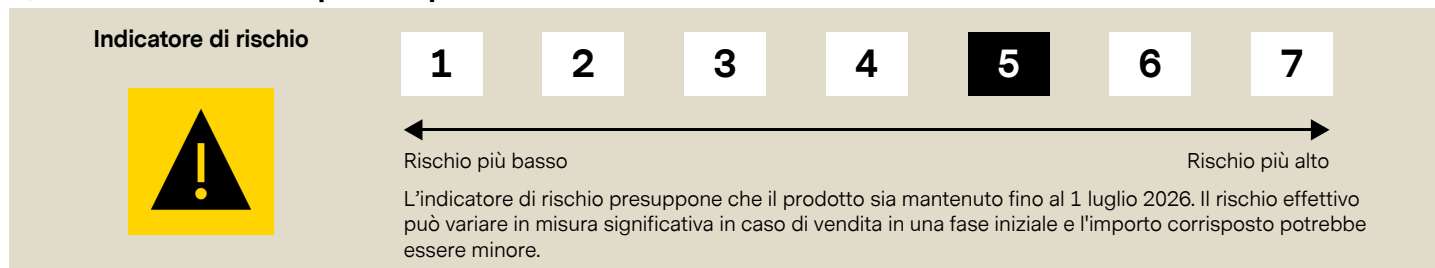 Indicatore di rischio
1 2 3 4 5 6 7
Rischio più basso Rischio più alto
L'indicatore di rischio presuppone che il prodotto sia mantenuto fino al 1 luglio 2026. Il rischio effettivo
può variare in misura significativa in caso di vendita in una fase iniziale e l'importo corrisposto potrebbe
essere minore.